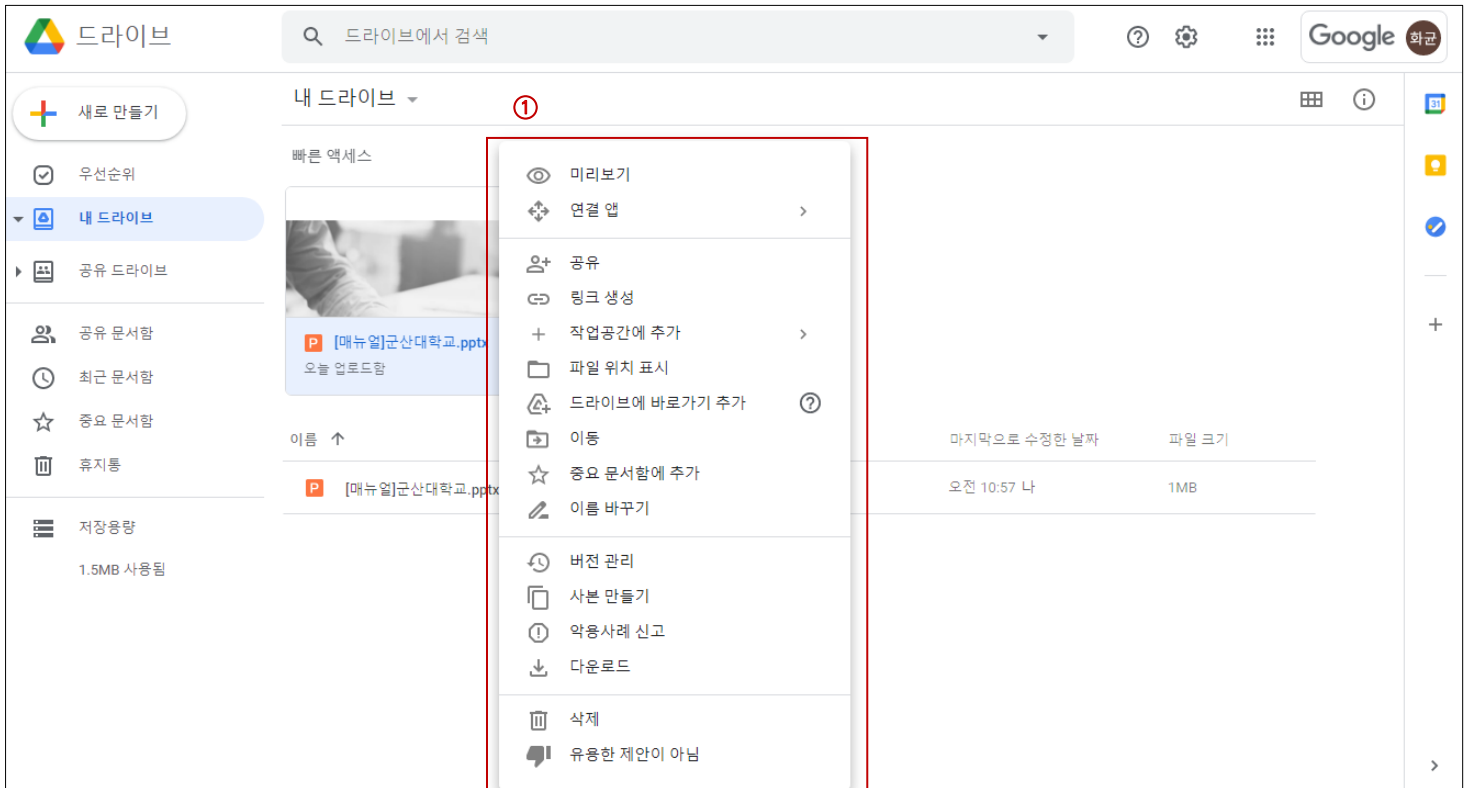 드라이브
드라이브에서 검색
Google 화균
새로 만들기
내 드라이브
①
우선순위
내 드라이브
공유 드라이브
공유 문서함
최근 문서함
중요 문서함
휴지통
저장용량
1.5MB 사용됨
빠른 액세스
P [매뉴얼]군산대학교.pptx
오늘 업로드함
이름
마지막으로 수정한 날짜
파일 크기
P [매뉴얼]군산대학교.pptx
오전 10:57 나
1MB
미리보기
연결 앱
공유
링크 생성
작업공간에 추가
파일 위치 표시
드라이브에 바로가기 추가
이동
중요 문서함에 추가
이름 바꾸기
버전 관리
사본 만들기
악용사례 신고
다운로드
삭제
유용한 제안이 아님
31